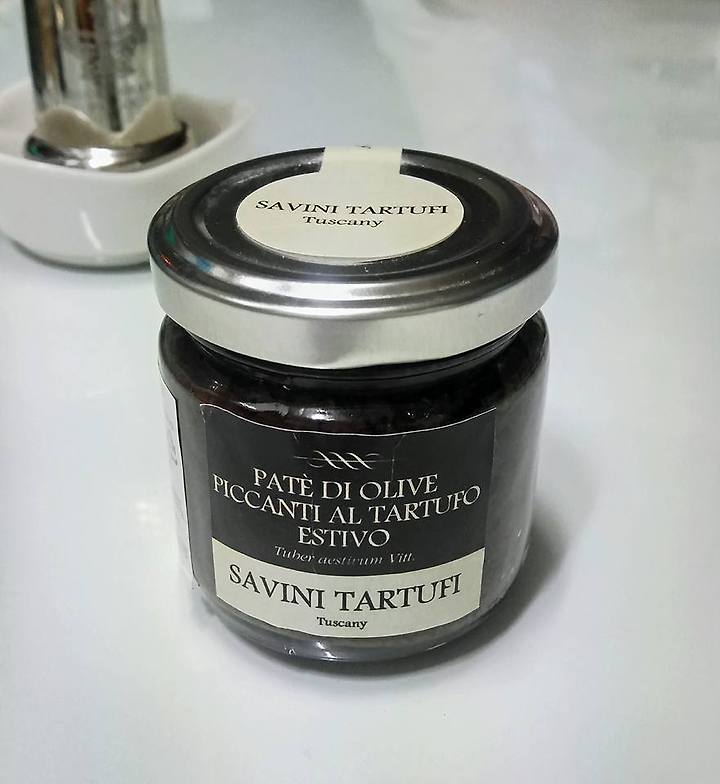 SAVINI TARTUFI
Tuscany
PATÈ DI OLIVE
PICCANTI AL TARTUFO
ESTIVO
Tuber aestivum Vitt.
SAVINI TARTUFI
Tuscany